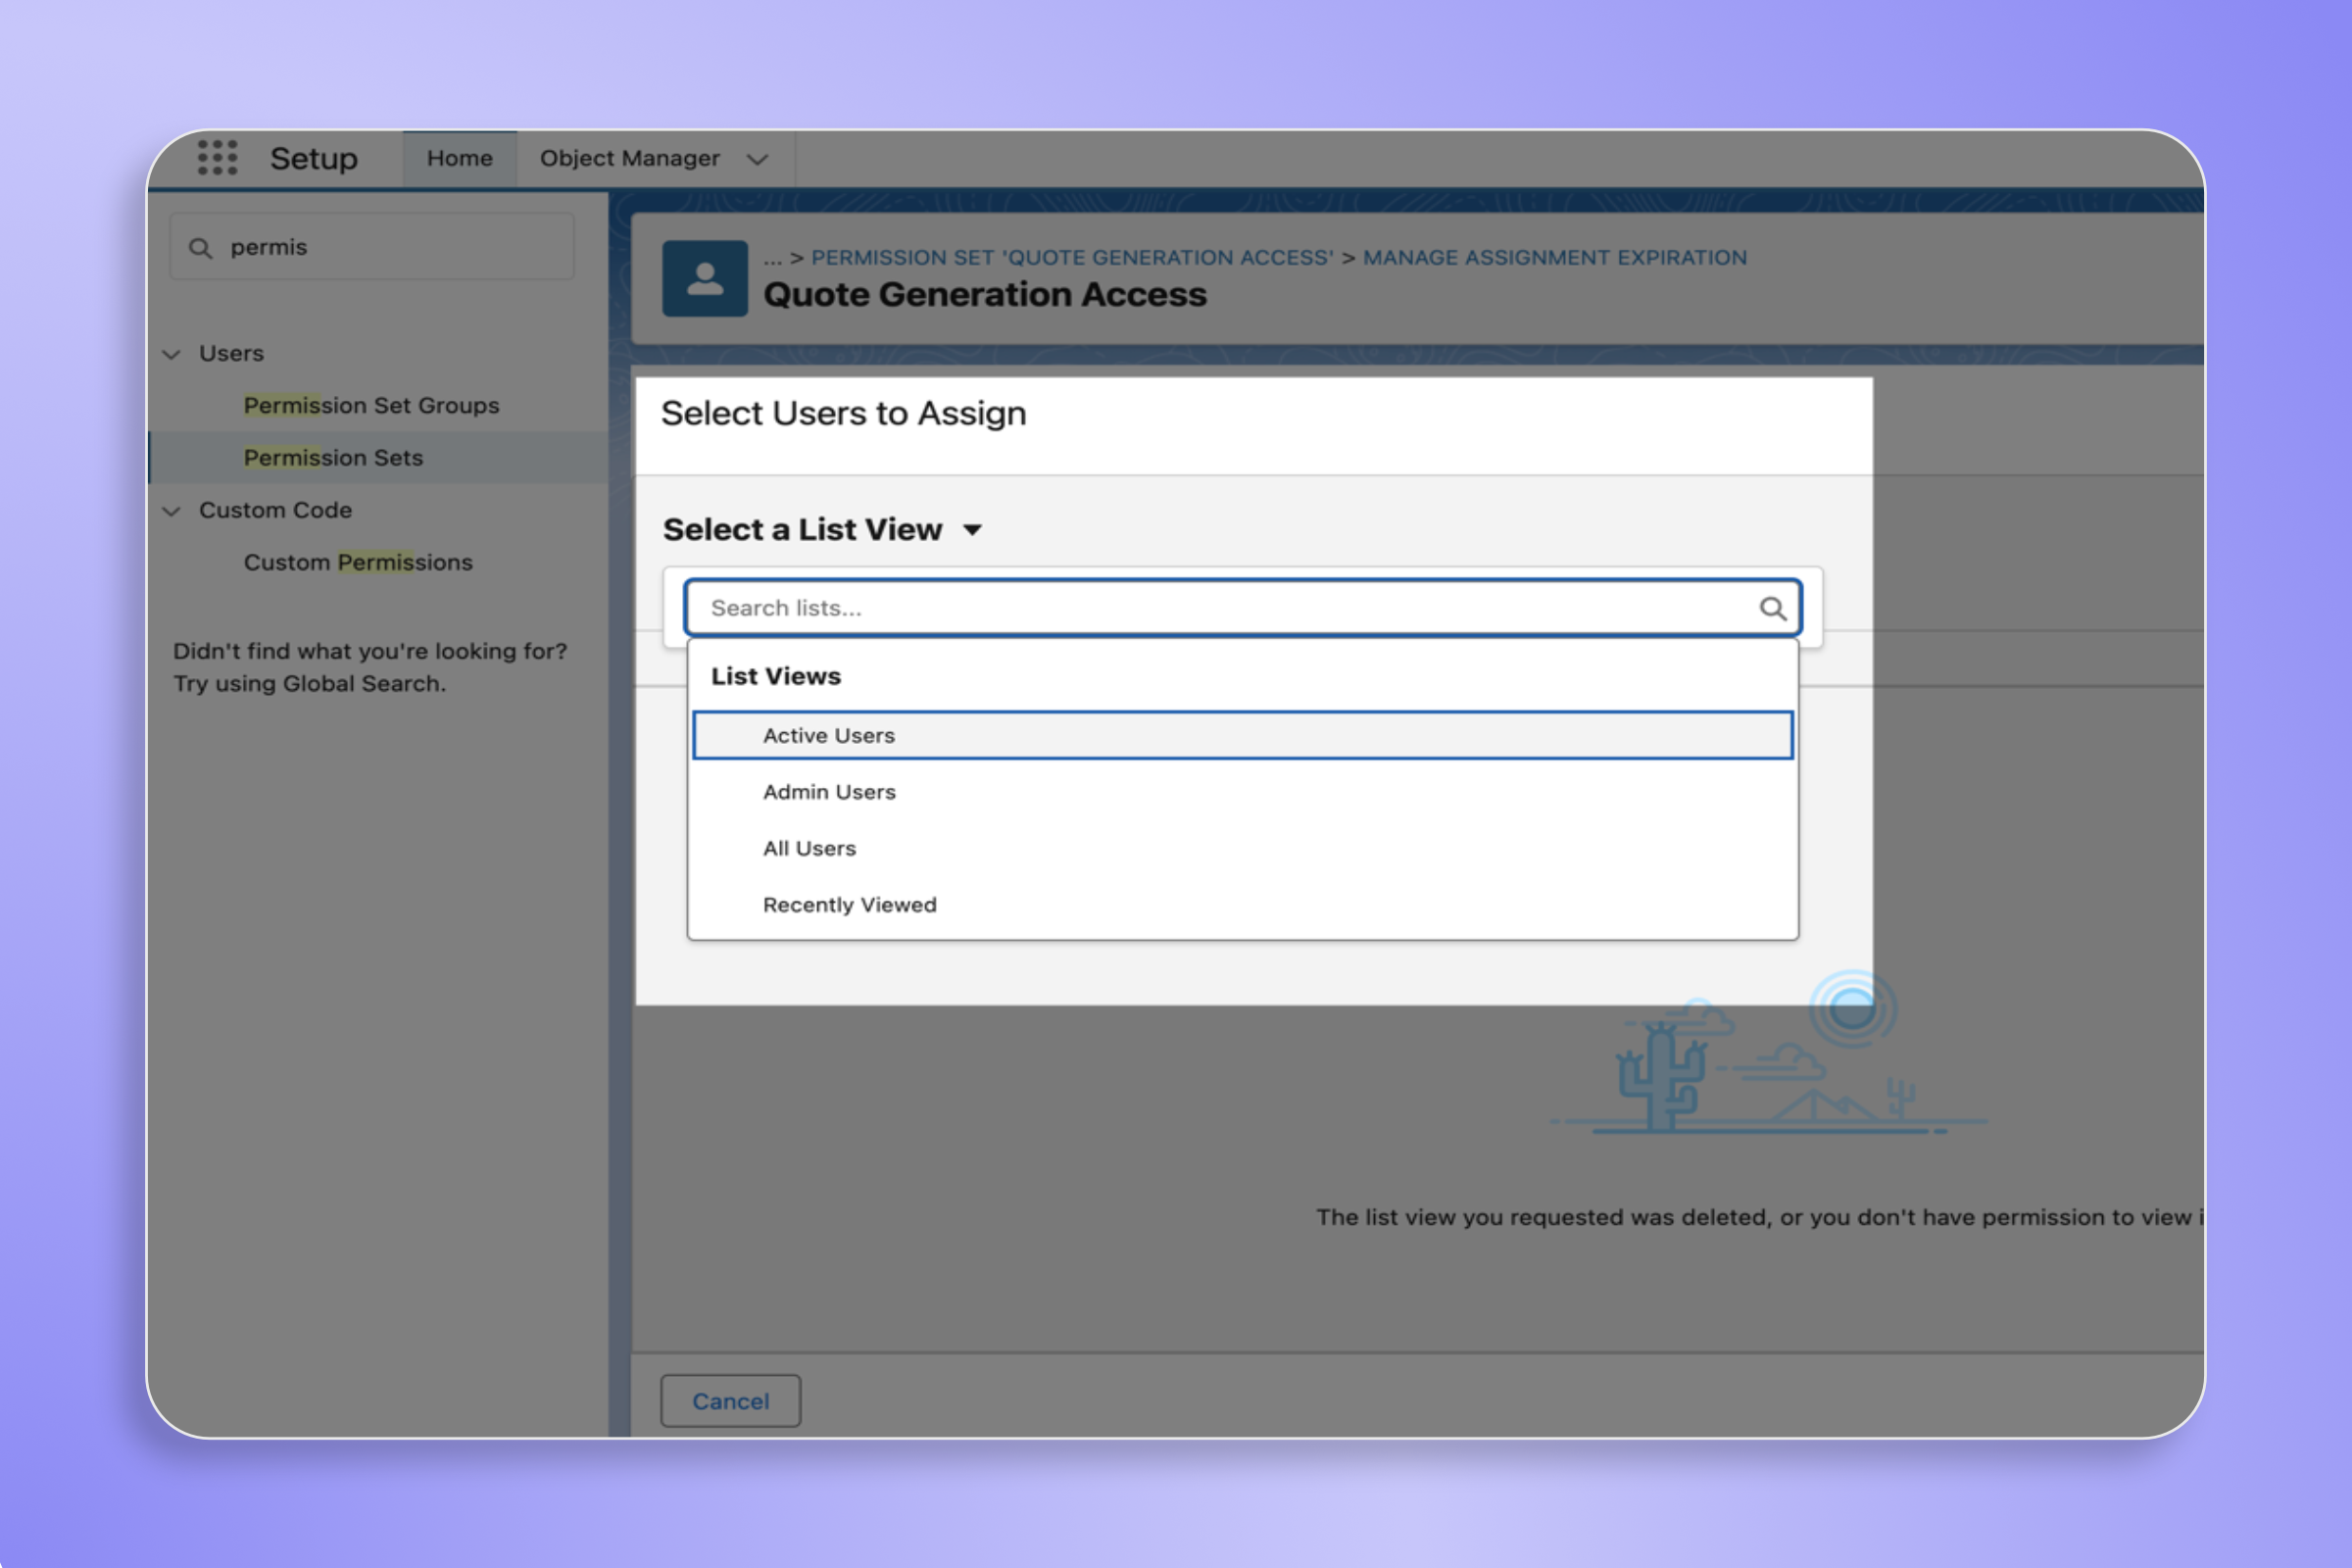 Setup Home Object Manager
permis
Users
Permission Set Groups
Permission Sets
Custom Code
Custom Permissions
Didn't find what you're looking for?
Try using Global Search.
... > PERMISSION SET 'QUOTE GENERATION ACCESS' > MANAGE ASSIGNMENT EXPIRATION
Quote Generation Access
Select Users to Assign
Select a List View
Search lists...
List Views
Active Users
Admin Users
All Users
Recently Viewed
The list view you requested was deleted, or you don't have permission to view i
Cancel